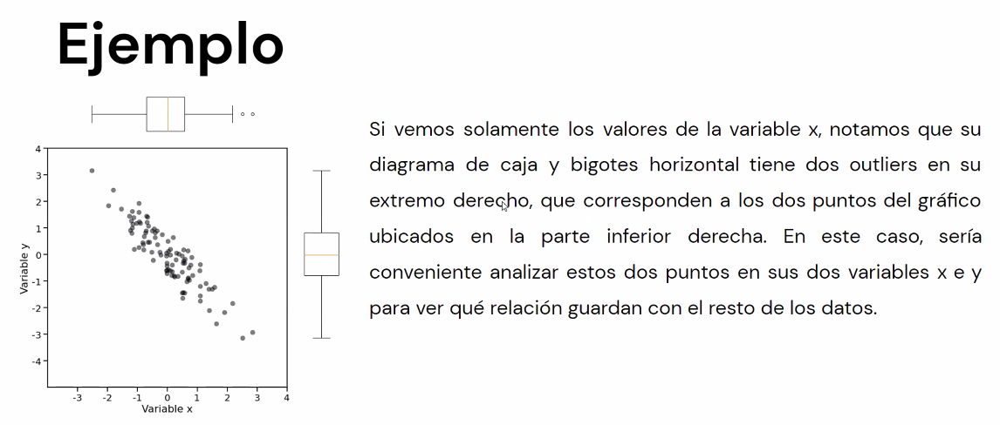 Ejemplo
Si vemos solamente los valores de la variable x, notamos que su
diagrama de caja y bigotes horizontal tiene dos outliers en su
extremo derecho, que corresponden a los dos puntos del gráfico
ubicados en la parte inferior derecha. En este caso, sería
conveniente analizar estos dos puntos en sus dos variables x e y
para ver qué relación guardan con el resto de los datos.
4
3
2
1
0
-1
-2
-3
-4
Variable y
-3 -2 -1 0 1 2 3 4
Variable x